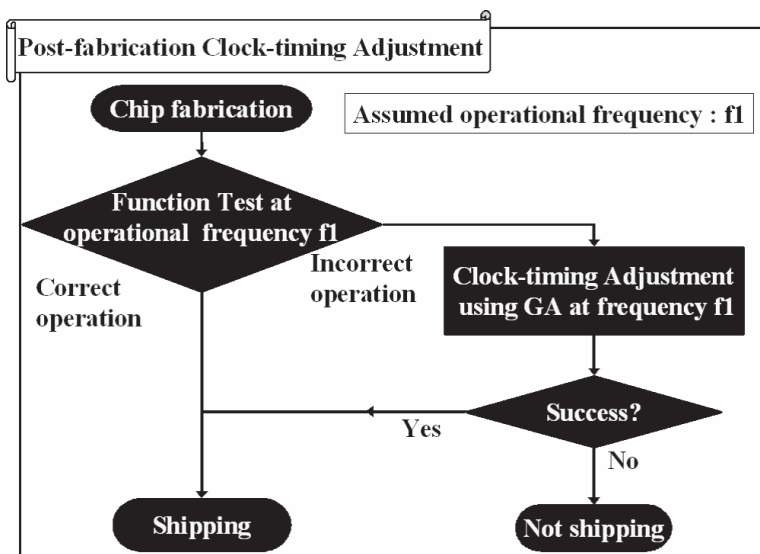 Post-fabrication Clock-timing Adjustment
Chip fabrication
Assumed operational frequency : f1
Function Test at
operational frequency f1
Incorrect
operation
Correct
operation
Clock-timing Adjustment
using GA at frequency f1
Success?
Yes
No
Shipping
Not shipping